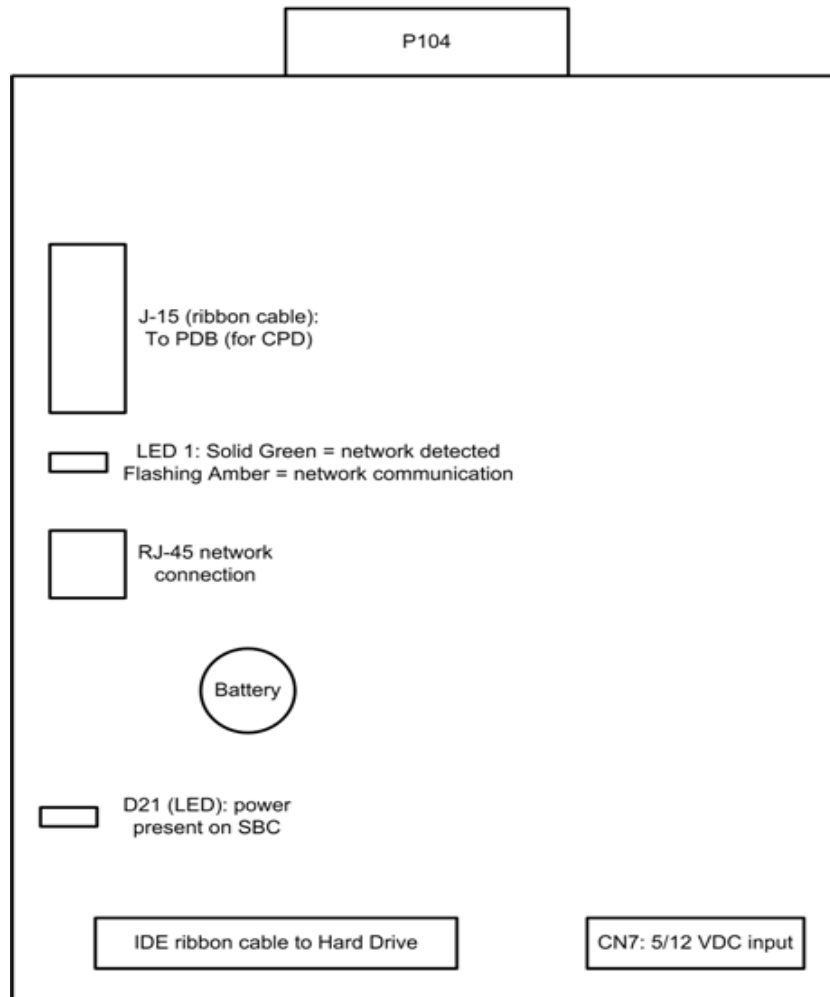 P104
J-15 (ribbon cable):
To PDB (for CPD)
LED 1: Solid Green = network detected
Flashing Amber = network communication
RJ-45 network
connection
Battery
D21 (LED): power
present on SBC
IDE ribbon cable to Hard Drive
CN7: 5/12 VDC input